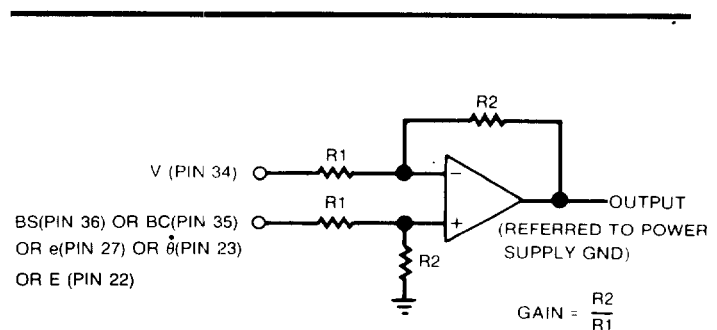 R2
V (PIN 34)
R1
−
R1
BS(PIN 36) OR BC(PIN 35)
+
OUTPUT
OR e(PIN 27) OR θ̇(PIN 23)
(REFERRED TO POWER
SUPPLY GND)
R2
OR E (PIN 22)
GAIN = R2
R1